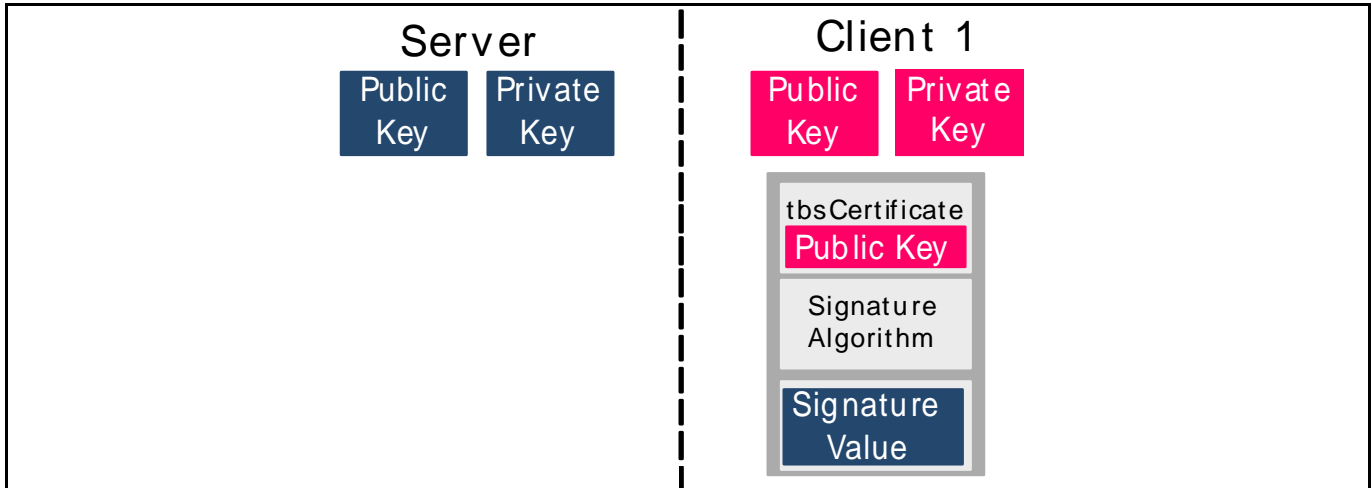 Server
Client 1
Public
Key
Private
Key
Public
Key
Private
Key
tbsCertificate
Public Key
Signature
Algorithm
Signature
Value